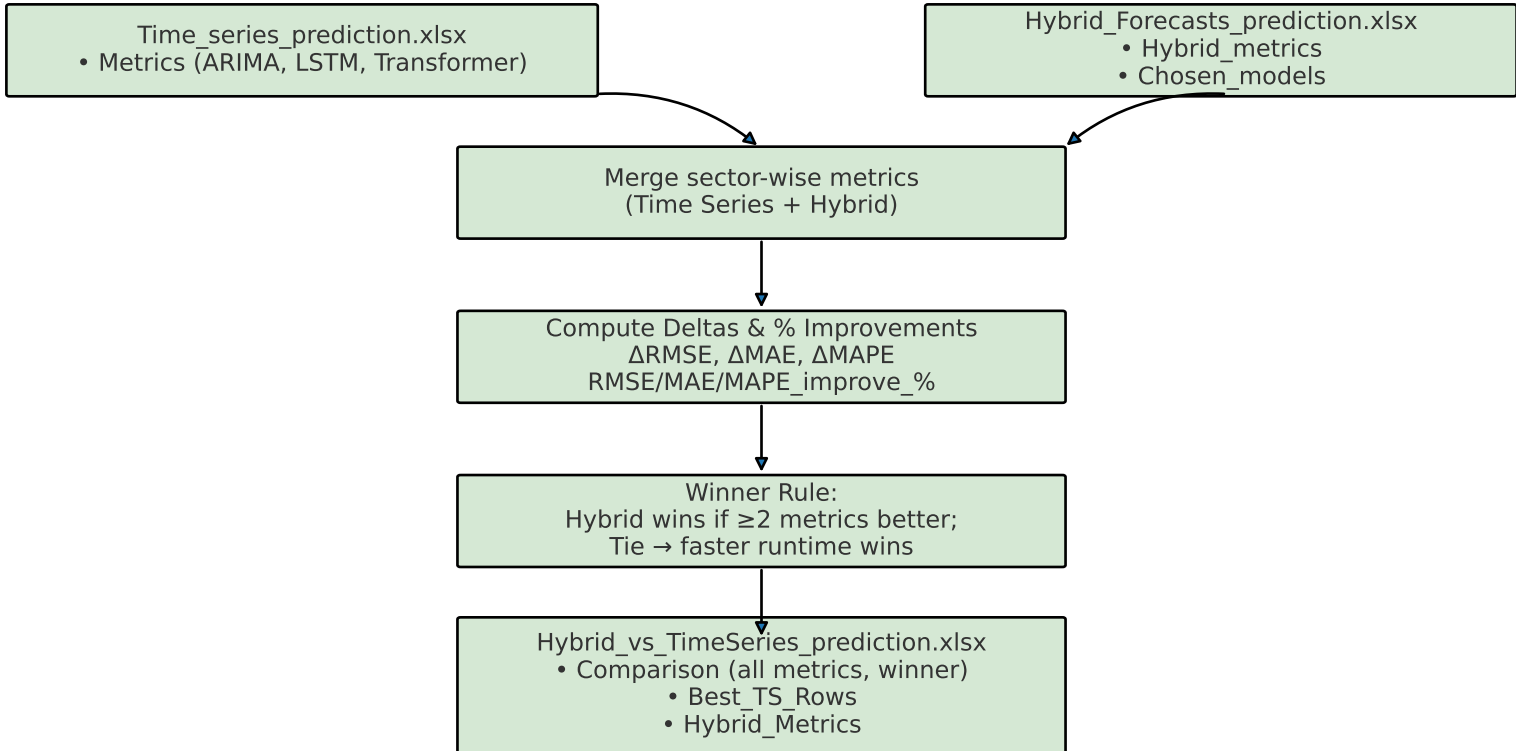 Time_series_prediction.xlsx
• Metrics (ARIMA, LSTM, Transformer)
Hybrid_Forecasts_prediction.xlsx
• Hybrid_metrics
• Chosen_models
Merge sector-wise metrics
(Time Series + Hybrid)
Compute Deltas & % Improvements
ΔRMSE, ΔMAE, ΔMAPE
RMSE/MAE/MAPE_improve_%
Winner Rule:
Hybrid wins if ≥2 metrics better;
Tie → faster runtime wins
Hybrid_vs_TimeSeries_prediction.xlsx
• Comparison (all metrics, winner)
• Best_TS_Rows
• Hybrid_Metrics